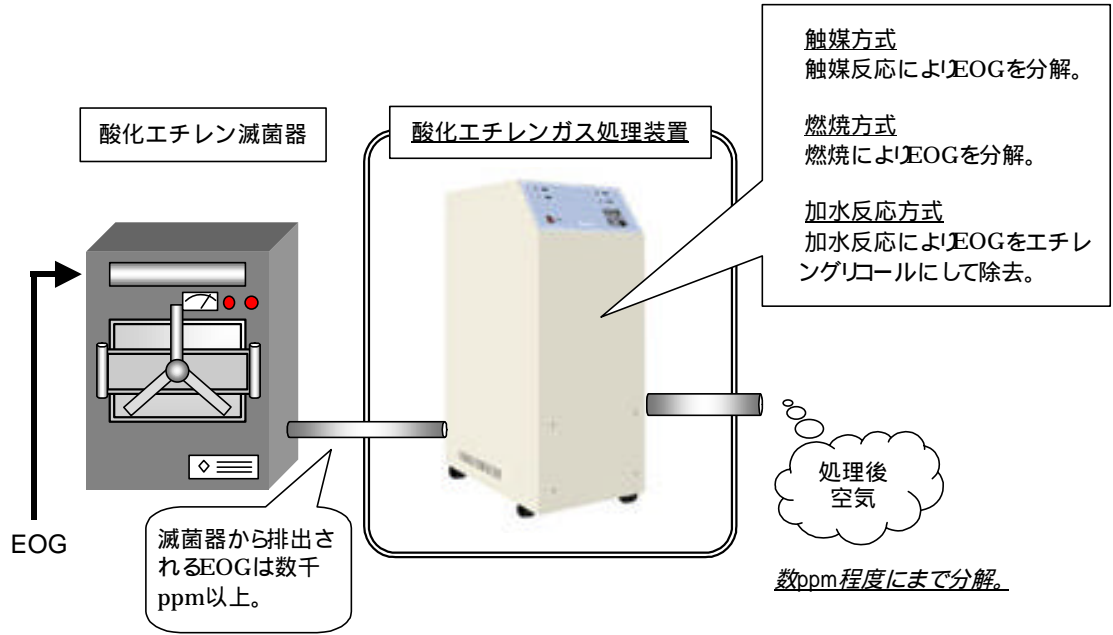 酸化エチレン滅菌器
EOG
滅菌器から排出さ
れるEOGは数千
ppm以上。
酸化エチレンガス処理装置
触媒方式
触媒反応によりEOGを分解。
燃焼方式
燃焼によりEOGを分解。
加水反応方式
加水反応によりEOGをエチレ
ングリコールにして除去。
処理後
空気
数ppm程度にまで分解。